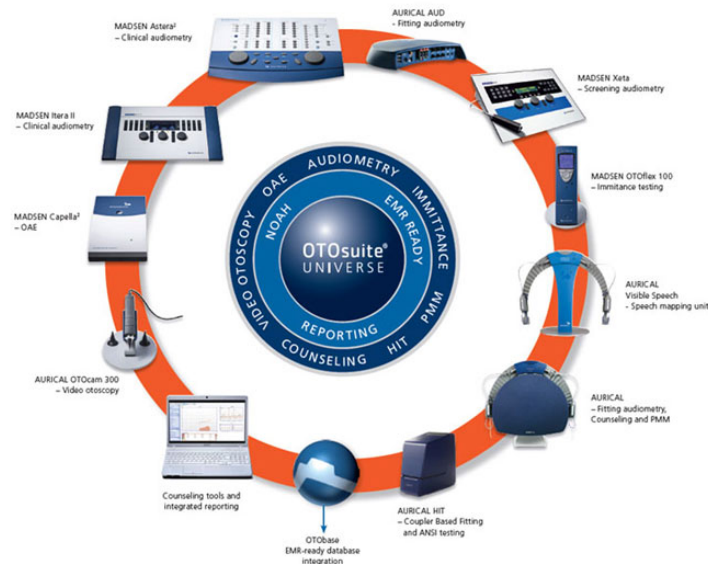 MADSEN Astera²
– Clinical audiometry
AURICAL AUD
- Fitting audiometry
MADSEN Xeta
– Screening audiometry
MADSEN Itera II
– Clinical audiometry
MADSEN OTOflex 100
– Immitance testing
MADSEN Capella²
– OAE
AURICAL
Visible Speech
- Speech mapping unit
AURICAL OTOcam 300
– Video otoscopy
AURICAL
– Fitting audiometry,
Counseling and PMM
Counseling tools and
integrated reporting
OTObase
EMR-ready database
integration
AURICAL HIT
– Coupler Based Fitting
and ANSI testing
VIDEO OTOSCOPY
OAE
AUDIOMETRY
IMMITTANCE
PMM
HIT
COUNSELING
NOAH
EMR READY
REPORTING
OTOsuite®
UNIVERSE